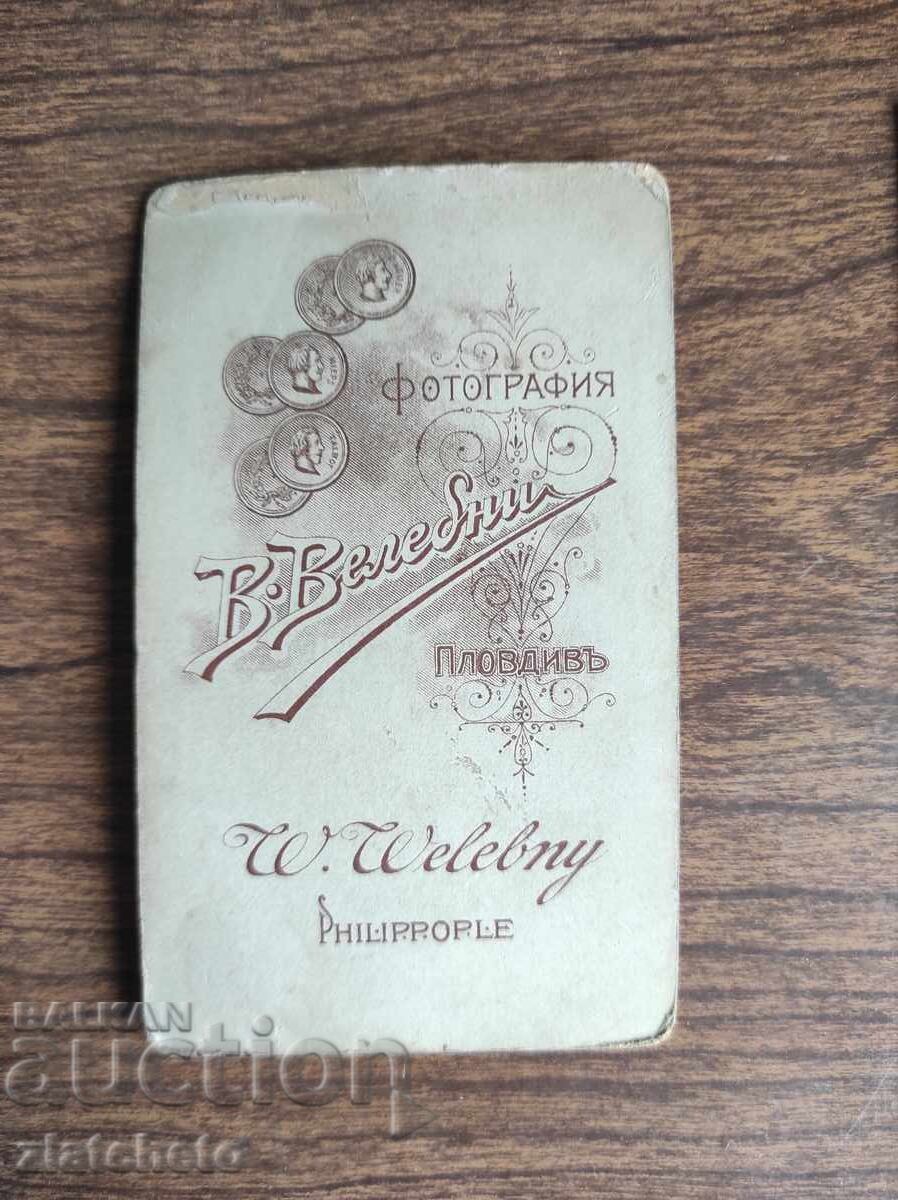 ФОТОГРАФИЯ
В. Велебни
ПЛОВДИВЪ
W. Welebny
PHILIPPOPLE
BALKAN
auction
zlatcheto